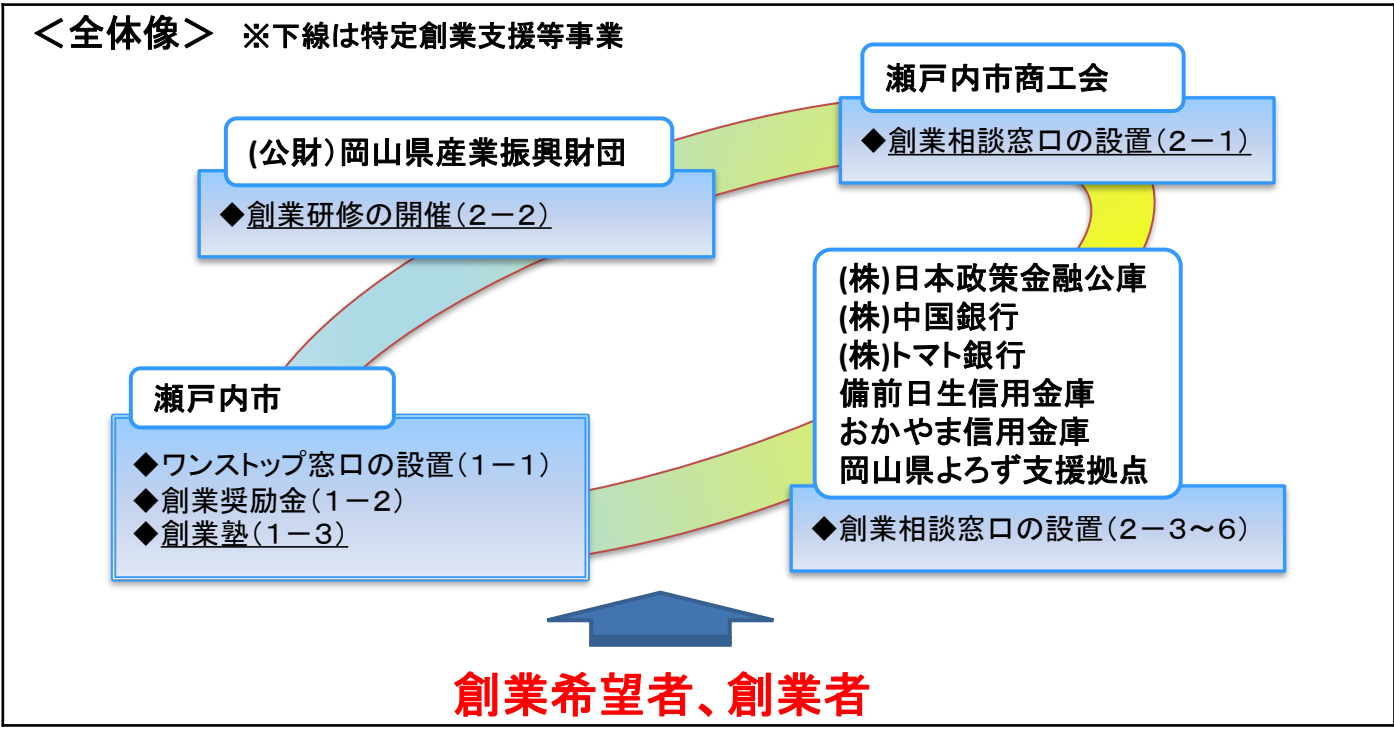 ＜全体像＞ ※下線は特定創業支援等事業
瀬戸内市商工会
◆創業相談窓口の設置（２－１）
(公財）岡山県産業振興財団
◆創業研修の開催（２－２）
(株)日本政策金融公庫
(株)中国銀行
(株)トマト銀行
備前日生信用金庫
おかやま信用金庫
岡山県よろず支援拠点
◆創業相談窓口の設置（２－３～６）
瀬戸内市
◆ワンストップ窓口の設置（１－１）
◆創業奨励金（１－２）
◆創業塾（１－３）
創業希望者、創業者